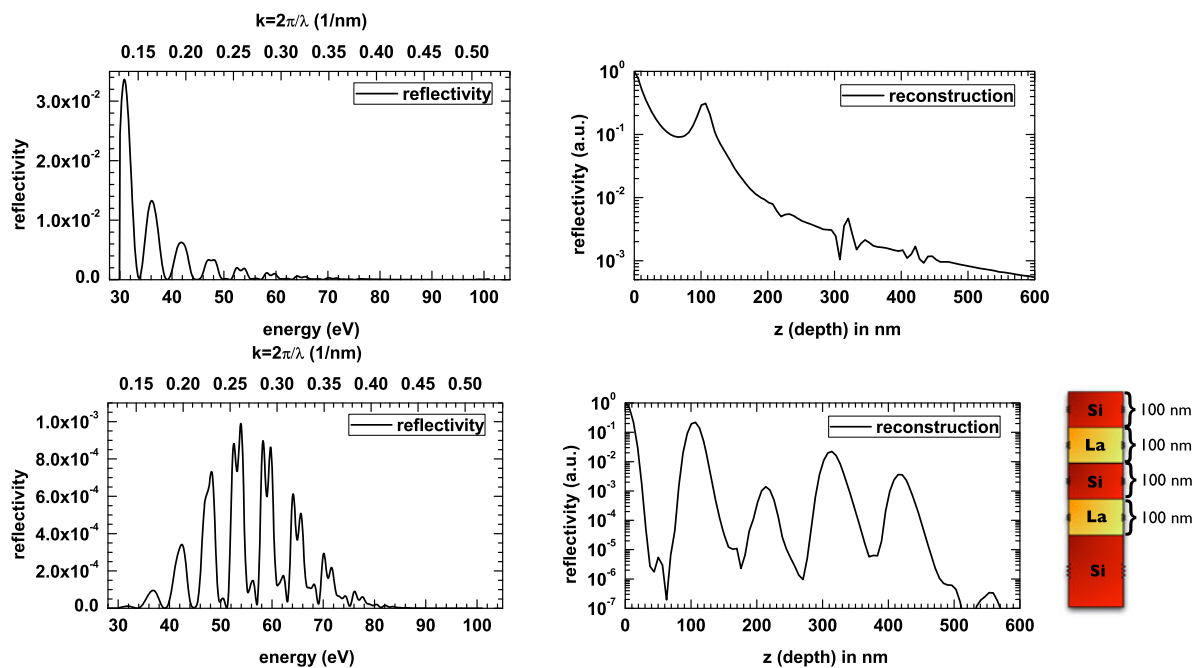 k=2π/λ (1/nm)
0.15 0.20 0.25 0.30 0.35 0.40 0.45 0.50
reflectivity
3.0x10⁻²
2.0x10⁻²
1.0x10⁻²
0.0
reflectivity
30 40 50 60 70 80 90 100
energy (eV)
reconstruction
reflectivity (a.u.)
10⁰
10⁻¹
10⁻²
10⁻³
0 100 200 300 400 500 600
z (depth) in nm
k=2π/λ (1/nm)
0.15 0.20 0.25 0.30 0.35 0.40 0.45 0.50
reflectivity
1.0x10⁻³
8.0x10⁻⁴
6.0x10⁻⁴
4.0x10⁻⁴
2.0x10⁻⁴
0.0
reflectivity
30 40 50 60 70 80 90 100
energy (eV)
reconstruction
reflectivity (a.u.)
10⁰
10⁻¹
10⁻²
10⁻³
10⁻⁴
10⁻⁵
10⁻⁶
10⁻⁷
0 100 200 300 400 500 600
z (depth) in nm
Si } 100 nm
La } 100 nm
Si } 100 nm
La } 100 nm
Si